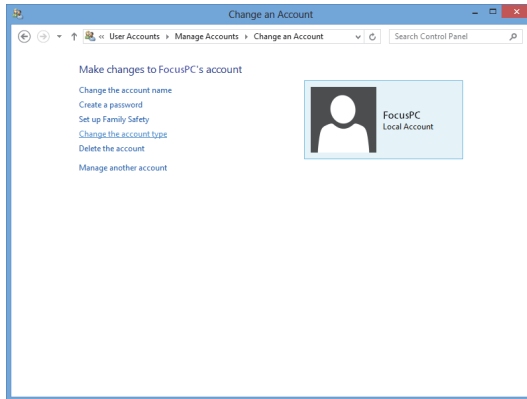 Change an Account
« User Accounts ▸ Manage Accounts ▸ Change an Account
Search Control Panel
Make changes to FocusPC's account
Change the account name
Create a password
Set up Family Safety
Change the account type
Delete the account
Manage another account
FocusPC
Local Account